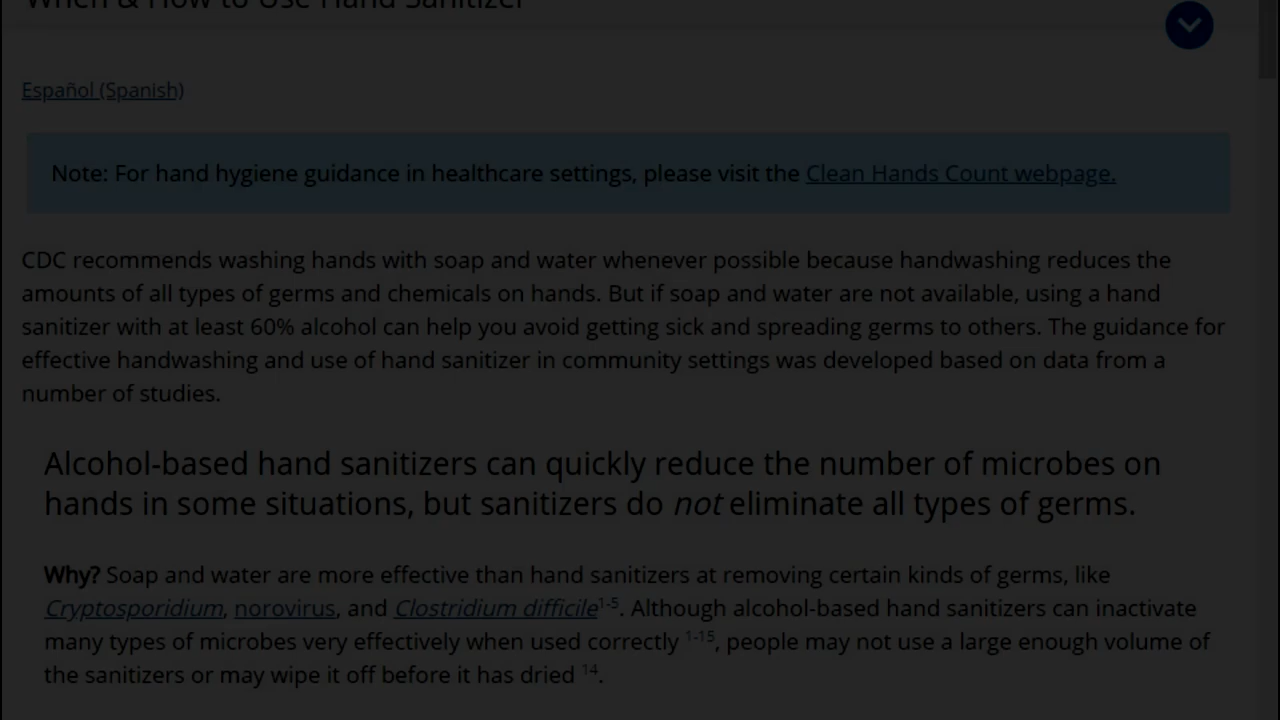 When & How to Use Hand Sanitizer
Español (Spanish)
Note: For hand hygiene guidance in healthcare settings, please visit the Clean Hands Count webpage.
CDC recommends washing hands with soap and water whenever possible because handwashing reduces the
amounts of all types of germs and chemicals on hands. But if soap and water are not available, using a hand
sanitizer with at least 60% alcohol can help you avoid getting sick and spreading germs to others. The guidance for
effective handwashing and use of hand sanitizer in community settings was developed based on data from a
number of studies.
Alcohol-based hand sanitizers can quickly reduce the number of microbes on
hands in some situations, but sanitizers do not eliminate all types of germs.
Why? Soap and water are more effective than hand sanitizers at removing certain kinds of germs, like
Cryptosporidium, norovirus, and Clostridium difficile1-5. Although alcohol-based hand sanitizers can inactivate
many types of microbes very effectively when used correctly 1-15, people may not use a large enough volume of
the sanitizers or may wipe it off before it has dried 14.